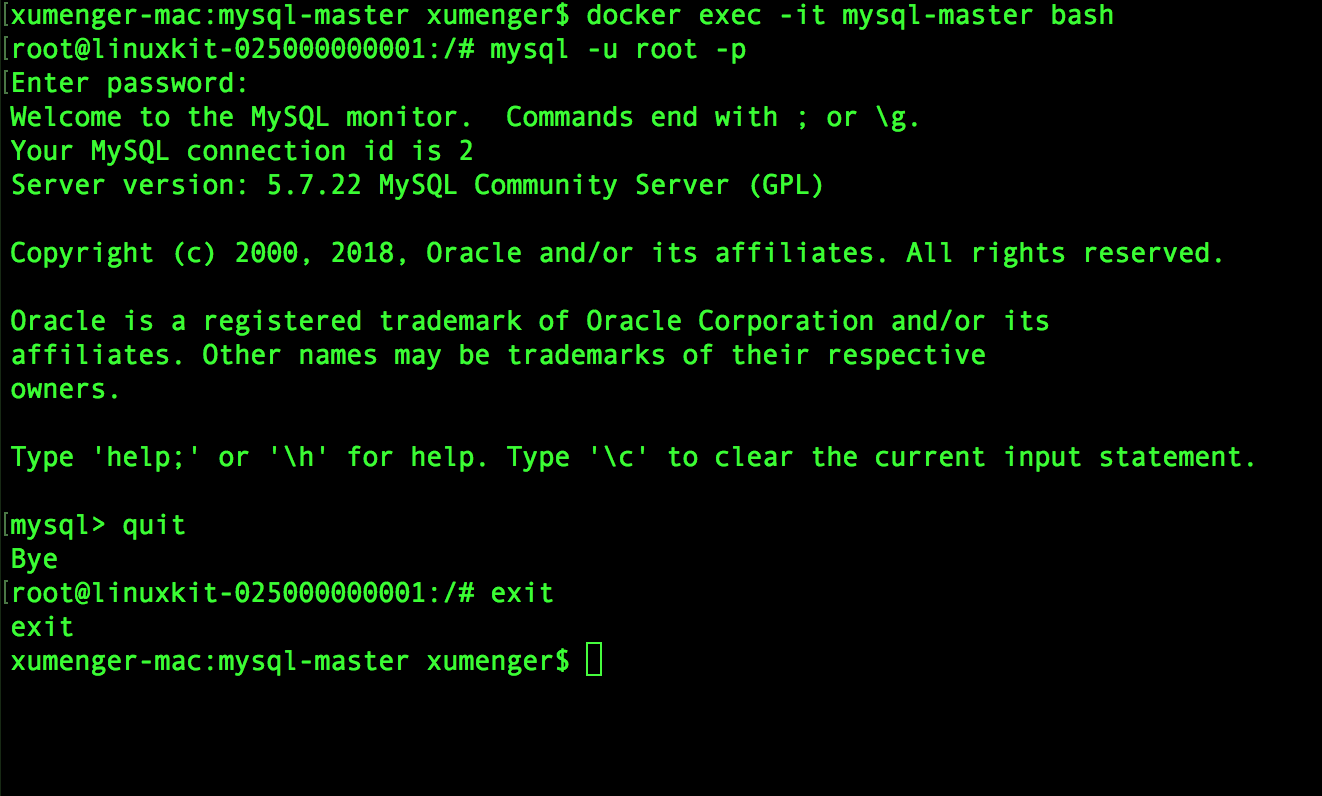 [xumenger-mac:mysql-master xumenger$ docker exec -it mysql-master bash
[root@linuxkit-025000000001:/# mysql -u root -p
[Enter password:
Welcome to the MySQL monitor.  Commands end with ; or \g.
Your MySQL connection id is 2
Server version: 5.7.22 MySQL Community Server (GPL)

Copyright (c) 2000, 2018, Oracle and/or its affiliates. All rights reserved.

Oracle is a registered trademark of Oracle Corporation and/or its
affiliates. Other names may be trademarks of their respective
owners.

Type 'help;' or '\h' for help. Type '\c' to clear the current input statement.

[mysql> quit
Bye
[root@linuxkit-025000000001:/# exit
exit
xumenger-mac:mysql-master xumenger$